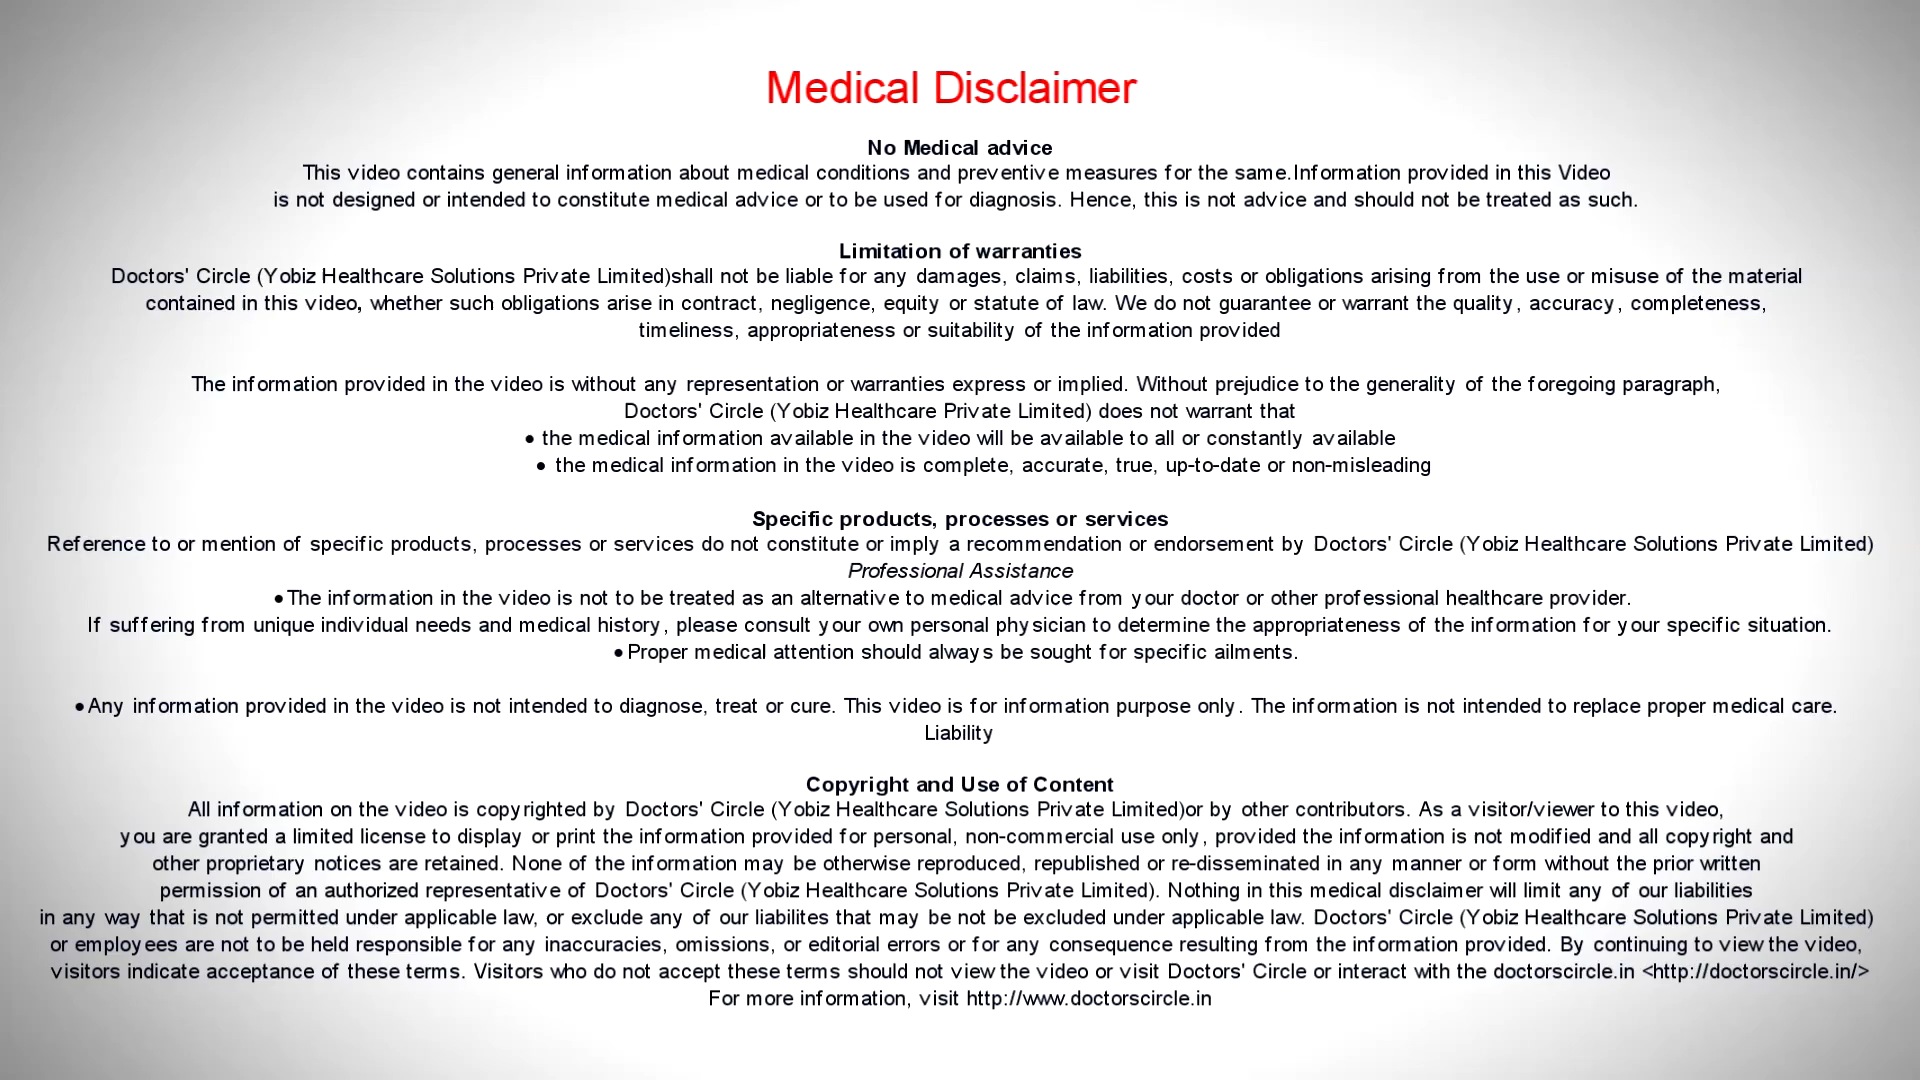 Medical Disclaimer
No Medical advice
This video contains general information about medical conditions and preventive measures for the same.Information provided in this Video
is not designed or intended to constitute medical advice or to be used for diagnosis. Hence, this is not advice and should not be treated as such.
Limitation of warranties
Doctors' Circle (Yobiz Healthcare Solutions Private Limited)shall not be liable for any damages, claims, liabilities, costs or obligations arising from the use or misuse of the material
contained in this video, whether such obligations arise in contract, negligence, equity or statute of law. We do not guarantee or warrant the quality, accuracy, completeness,
timeliness, appropriateness or suitability of the information provided
The information provided in the video is without any representation or warranties express or implied. Without prejudice to the generality of the foregoing paragraph,
Doctors' Circle (Yobiz Healthcare Private Limited) does not warrant that
• the medical information available in the video will be available to all or constantly available
• the medical information in the video is complete, accurate, true, up-to-date or non-misleading
Specific products, processes or services
Reference to or mention of specific products, processes or services do not constitute or imply a recommendation or endorsement by Doctors' Circle (Yobiz Healthcare Solutions Private Limited)
Professional Assistance
•The information in the video is not to be treated as an alternative to medical advice from your doctor or other professional healthcare provider.
If suffering from unique individual needs and medical history, please consult your own personal physician to determine the appropriateness of the information for your specific situation.
•Proper medical attention should always be sought for specific ailments.
•Any information provided in the video is not intended to diagnose, treat or cure. This video is for information purpose only. The information is not intended to replace proper medical care.
Liability
Copyright and Use of Content
All information on the video is copyrighted by Doctors' Circle (Yobiz Healthcare Solutions Private Limited)or by other contributors. As a visitor/viewer to this video,
you are granted a limited license to display or print the information provided for personal, non-commercial use only, provided the information is not modified and all copyright and
other proprietary notices are retained. None of the information may be otherwise reproduced, republished or re-disseminated in any manner or form without the prior written
permission of an authorized representative of Doctors' Circle (Yobiz Healthcare Solutions Private Limited). Nothing in this medical disclaimer will limit any of our liabilities
in any way that is not permitted under applicable law, or exclude any of our liabilites that may be not be excluded under applicable law. Doctors' Circle (Yobiz Healthcare Solutions Private Limited)
or employees are not to be held responsible for any inaccuracies, omissions, or editorial errors or for any consequence resulting from the information provided. By continuing to view the video,
visitors indicate acceptance of these terms. Visitors who do not accept these terms should not view the video or visit Doctors' Circle or interact with the doctorscircle.in <http://doctorscircle.in/>
For more information, visit http://www.doctorscircle.in